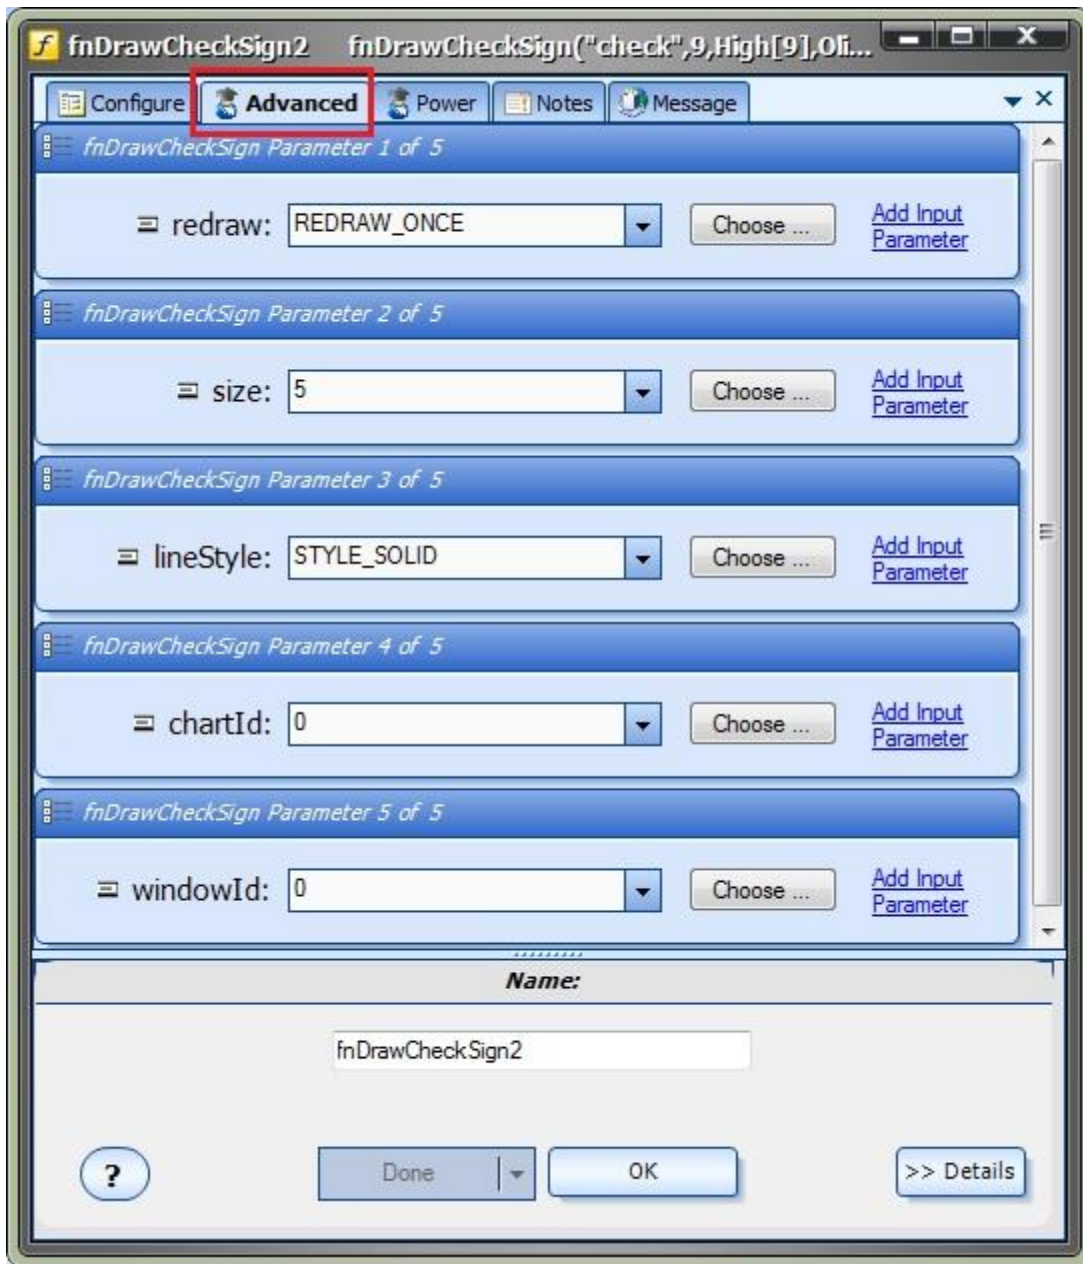 fnDrawCheckSign2 fnDrawCheckSign("check",9,High[9],Oli...
Configure Advanced Power Notes Message
fnDrawCheckSign Parameter 1 of 5
redraw: REDRAW_ONCE Choose ... Add Input
Parameter
fnDrawCheckSign Parameter 2 of 5
size: 5 Choose ... Add Input
Parameter
fnDrawCheckSign Parameter 3 of 5
lineStyle: STYLE_SOLID Choose ... Add Input
Parameter
fnDrawCheckSign Parameter 4 of 5
chartId: 0 Choose ... Add Input
Parameter
fnDrawCheckSign Parameter 5 of 5
windowId: 0 Choose ... Add Input
Parameter
Name:
fnDrawCheckSign2
? Done OK >> Details